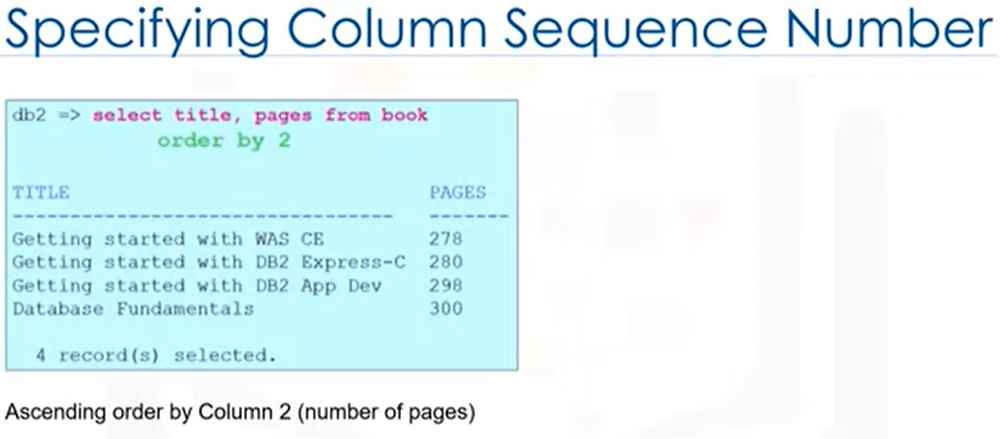 Specifying Column Sequence Number
db2 => select title, pages from book
order by 2
TITLE PAGES
--------------------------------- -------
Getting started with WAS CE 278
Getting started with DB2 Express-C 280
Getting started with DB2 App Dev 298
Database Fundamentals 300
4 record(s) selected.
Ascending order by Column 2 (number of pages)